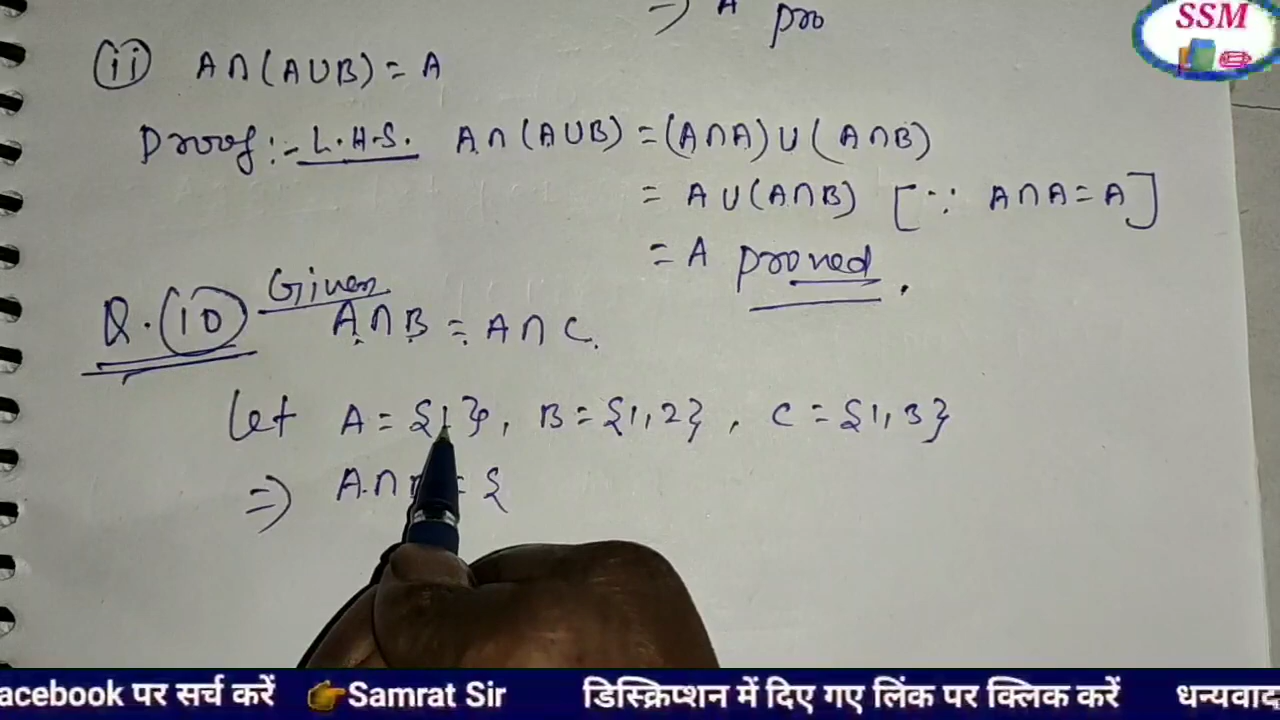 ⇒ A pro
SSM
(ii) A∩(A∪B) = A
Proof:- L.H.S. A∩(A∪B) = (A∩A)∪(A∩B)
= A∪(A∩B) [∵ A∩A=A]
= A proved.
Q.(10) Given A∩B = A∩C.
Let A = {1}, B = {1,2}, C = {1,3}
⇒ A∩ = {
acebook पर सर्च करें 👉Samrat Sir डिस्क्रिप्शन में दिए गए लिंक पर क्लिक करें धन्यवाद